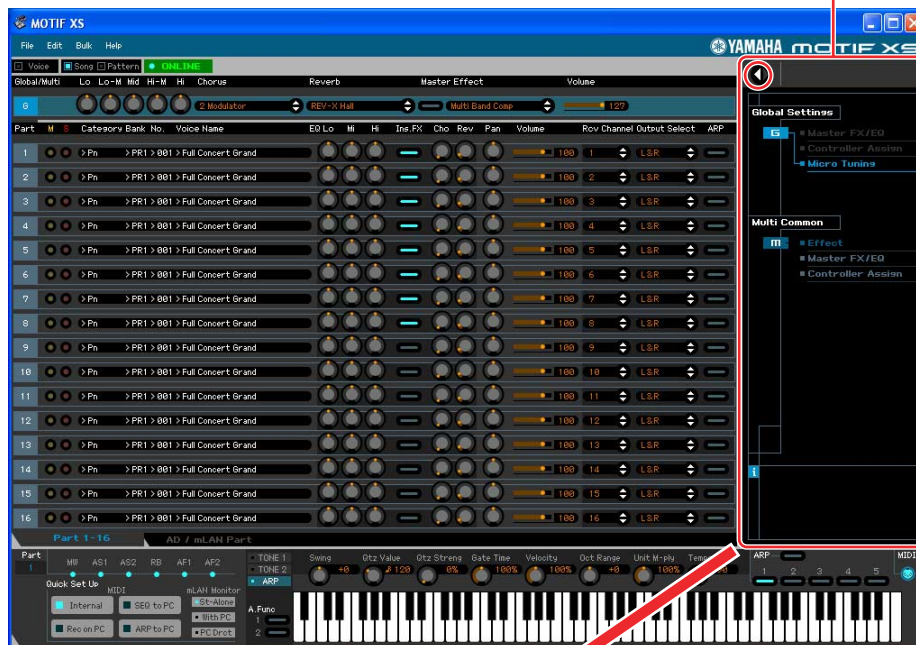 MOTIF XS
File Edit Bulk Help
YAMAHA MOTIF XS
Voice Song Pattern ONLINE
Global/Multi Lo Lo-M Mid Hi-M Hi Chorus Reverb Master Effect Volume
G 2 Modulator REV-X Hall Multi Band Comp 127
Part M S Category Bank No. Voice Name EQ Lo Mi Hi Ins.FX Cho Rev Pan Volume Rcv Channel Output Select ARP
1 > Pn > PR1 > 001 > Full Concert Grand 100 1 L&R
2 > Pn > PR1 > 001 > Full Concert Grand 100 2 L&R
3 > Pn > PR1 > 001 > Full Concert Grand 100 3 L&R
4 > Pn > PR1 > 001 > Full Concert Grand 100 4 L&R
5 > Pn > PR1 > 001 > Full Concert Grand 100 5 L&R
6 > Pn > PR1 > 001 > Full Concert Grand 100 6 L&R
7 > Pn > PR1 > 001 > Full Concert Grand 100 7 L&R
8 > Pn > PR1 > 001 > Full Concert Grand 100 8 L&R
9 > Pn > PR1 > 001 > Full Concert Grand 100 9 L&R
10 > Pn > PR1 > 001 > Full Concert Grand 100 10 L&R
11 > Pn > PR1 > 001 > Full Concert Grand 100 11 L&R
12 > Pn > PR1 > 001 > Full Concert Grand 100 12 L&R
13 > Pn > PR1 > 001 > Full Concert Grand 100 13 L&R
14 > Pn > PR1 > 001 > Full Concert Grand 100 14 L&R
15 > Pn > PR1 > 001 > Full Concert Grand 100 15 L&R
16 > Pn > PR1 > 001 > Full Concert Grand 100 16 L&R
Global Settings
G Master FX/EQ
Controller Assign
Micro Tuning
Multi Common
m Effect
Master FX/EQ
Controller Assign
i
Part 1-16 AD / mLAN Part
Part
1
MW AS1 AS2 RB AF1 AF2
TONE 1
TONE 2
ARP
Swing Qtz Value Qtz Streng Gate Time Velocity Oct Range Unit M-ply
+0 120 0% 100% 100% +0 100%
ARP
1 2 3 4 5
MIDI
Quick Set Up
MIDI
mLAN Monitor
Internal SEQ to PC St-Alone
With PC
Rec on PC ARP to PC PC Drct
A.Func
1
2